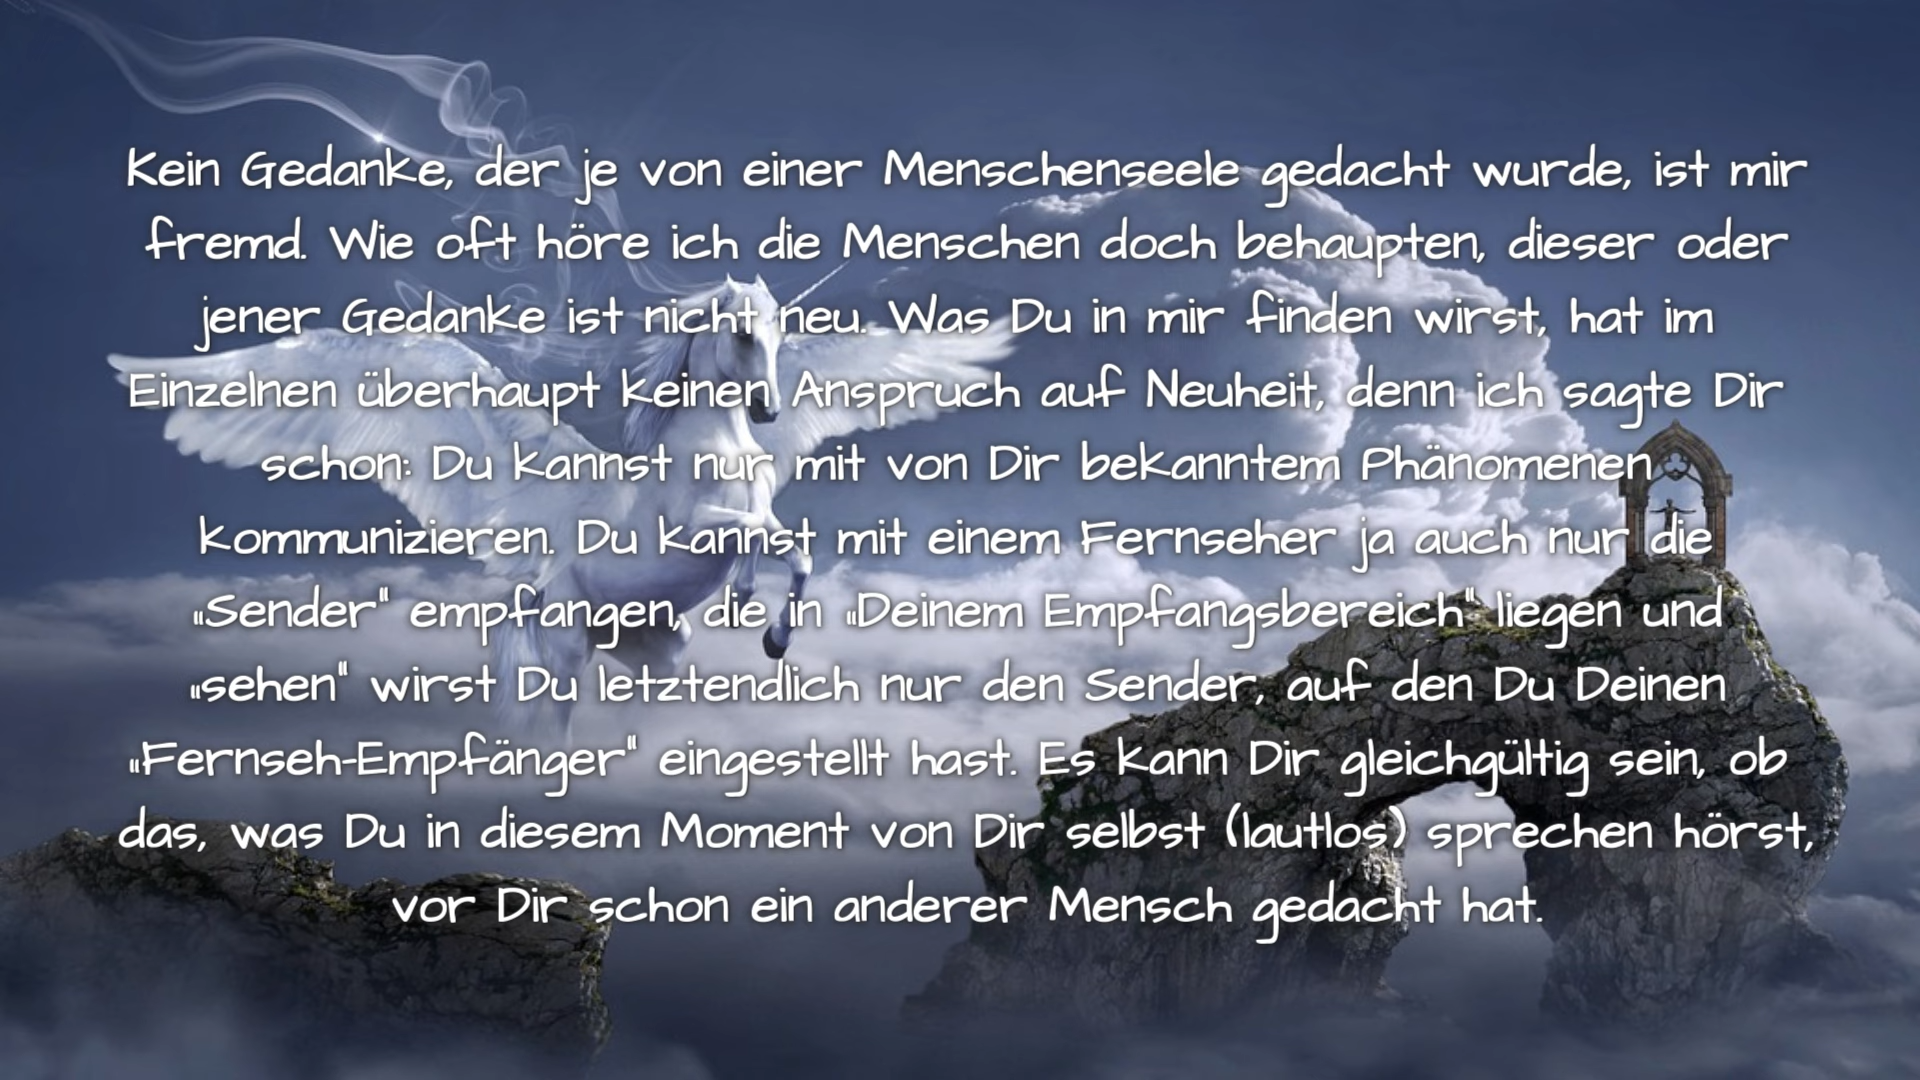 Kein Gedanke, der je von einer Menschenseele gedacht wurde, ist mir
fremd. Wie oft höre ich die Menschen doch behaupten, dieser oder
jener Gedanke ist nicht neu. Was Du in mir finden wirst, hat im
Einzelnen überhaupt keinen Anspruch auf Neuheit, denn ich sagte Dir
schon: Du kannst nur mit von Dir bekanntem Phänomenen
kommunizieren. Du kannst mit einem Fernseher ja auch nur die
„Sender" empfangen, die in „Deinem Empfangsbereich" liegen und
„sehen" wirst Du letztendlich nur den Sender, auf den Du Deinen
„Fernseh-Empfänger" eingestellt hast. Es kann Dir gleichgültig sein, ob
das, was Du in diesem Moment von Dir selbst (lautlos) sprechen hörst,
vor Dir schon ein anderer Mensch gedacht hat.